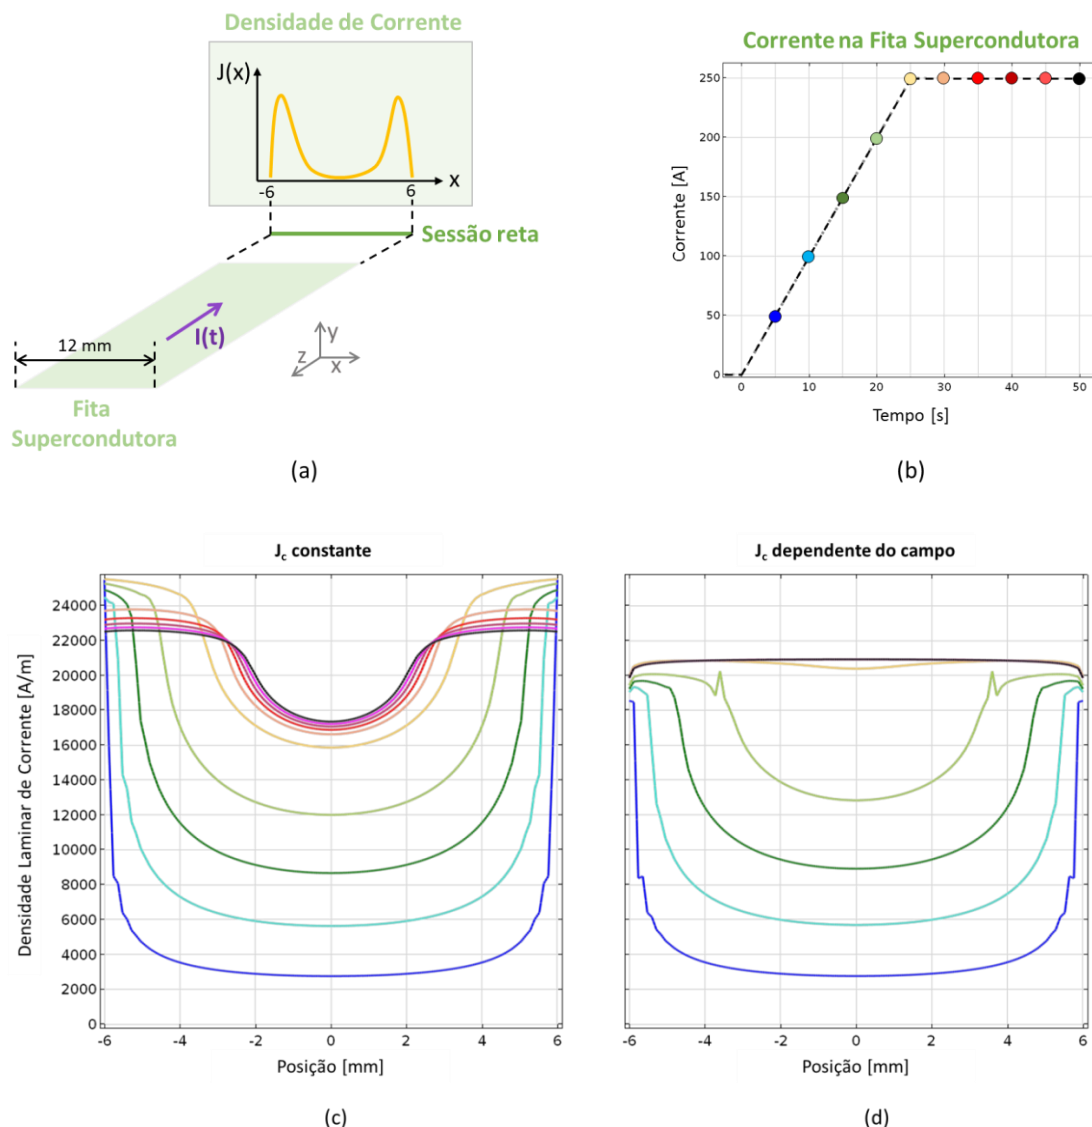 Densidade de Corrente
J(x)
x
-6
6
Sessão reta
12 mm
I(t)
y
z
x
Fita
Supercondutora
(a)
Corrente na Fita Supercondutora
Corrente [A]
250
200
150
100
50
0
0
10
20
30
40
50
Tempo [s]
(b)
J_c constante
Densidade Laminar de Corrente [A/m]
24000
22000
20000
18000
16000
14000
12000
10000
8000
6000
4000
2000
0
-6
-4
-2
0
2
4
6
Posição [mm]
(c)
J_c dependente do campo
-6
-4
-2
0
2
4
6
Posição [mm]
(d)